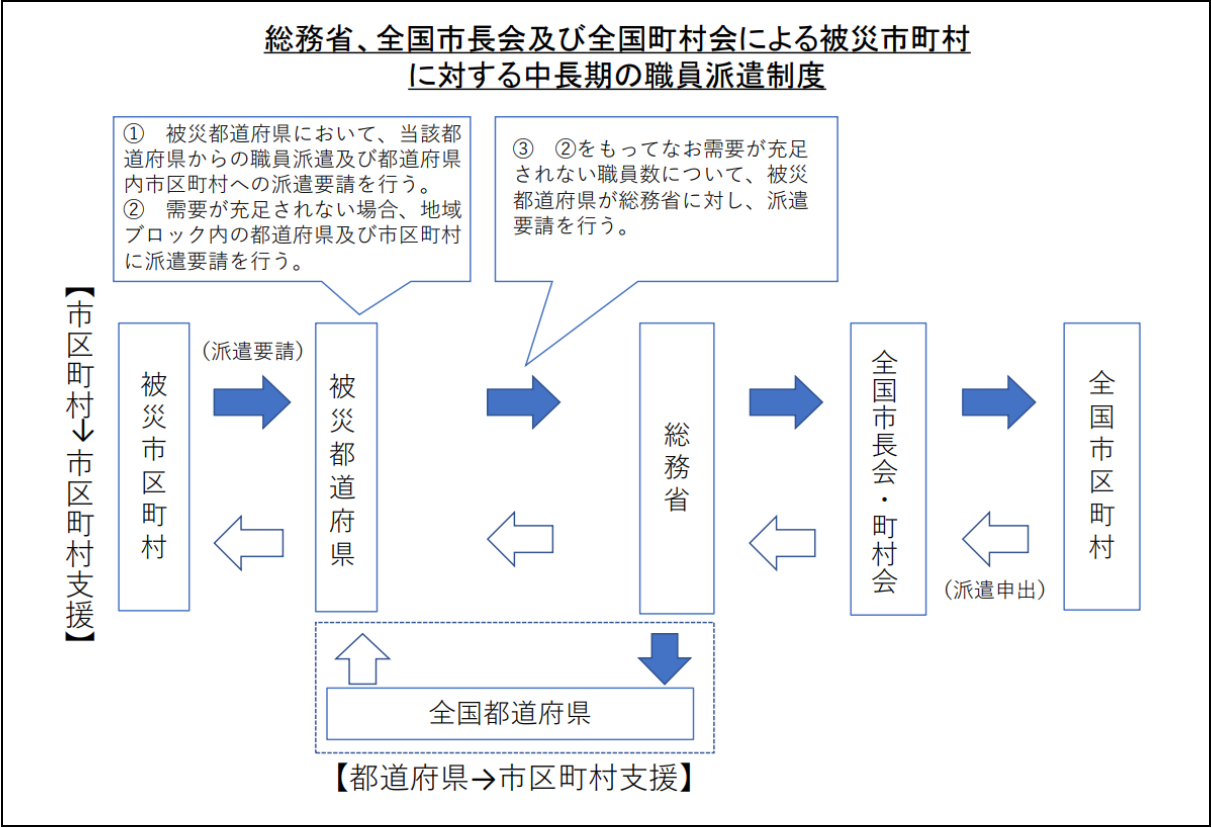 総務省、全国市長会及び全国町村会による被災市町村
に対する中長期の職員派遣制度
①　被災都道府県において、当該都
道府県からの職員派遣及び都道府県
内市区町村への派遣要請を行う。
②　需要が充足されない場合、地域
ブロック内の都道府県及び市区町村
に派遣要請を行う。
③　②をもってなお需要が充足
されない職員数について、被災
都道府県が総務省に対し、派遣
要請を行う。
【市区町村→市区町村支援】
被災市区町村
（派遣要請）
被災都道府県
総務省
全国市長会・町村会
全国市区町村
（派遣申出）
全国都道府県
【都道府県→市区町村支援】